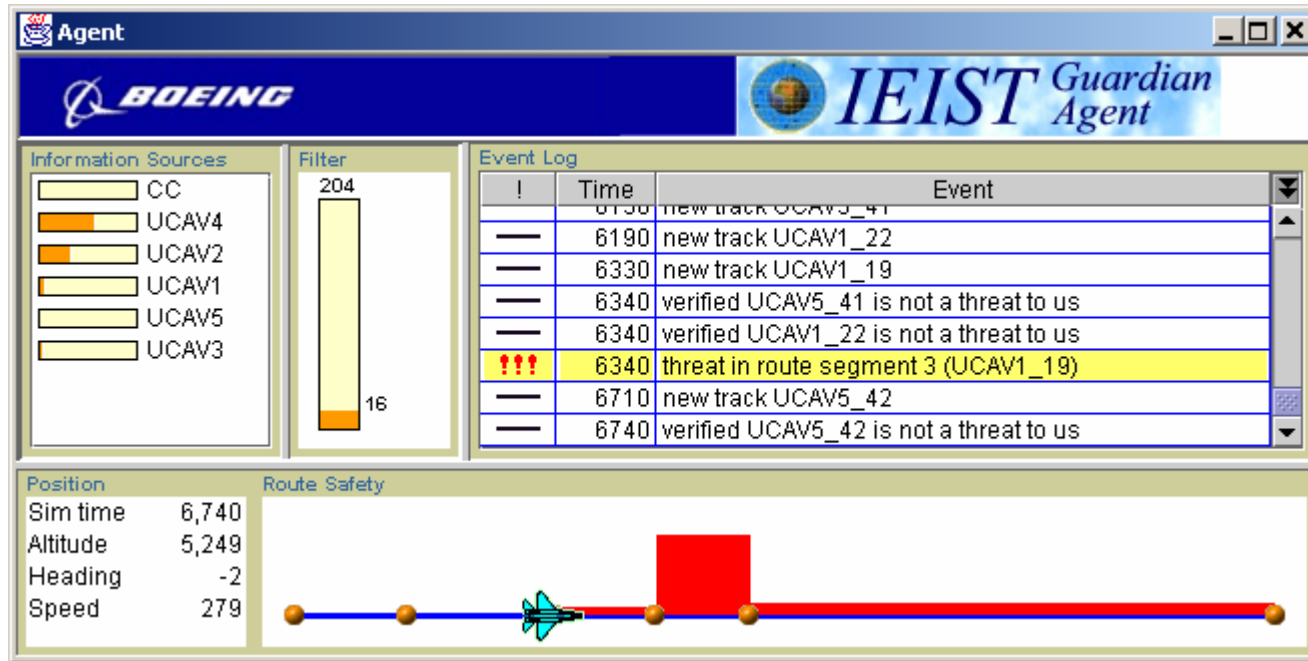 Agent
BOEING
IEIST Guardian Agent
Information Sources
CC
UCAV4
UCAV2
UCAV1
UCAV5
UCAV3
Filter
204
16
Event Log
! Time Event
new track UCAV5_41
6190 new track UCAV1_22
6330 new track UCAV1_19
6340 verified UCAV5_41 is not a threat to us
6340 verified UCAV1_22 is not a threat to us
!!! 6340 threat in route segment 3 (UCAV1_19)
6710 new track UCAV5_42
6740 verified UCAV5_42 is not a threat to us
Position
Sim time 6,740
Altitude 5,249
Heading -2
Speed 279
Route Safety